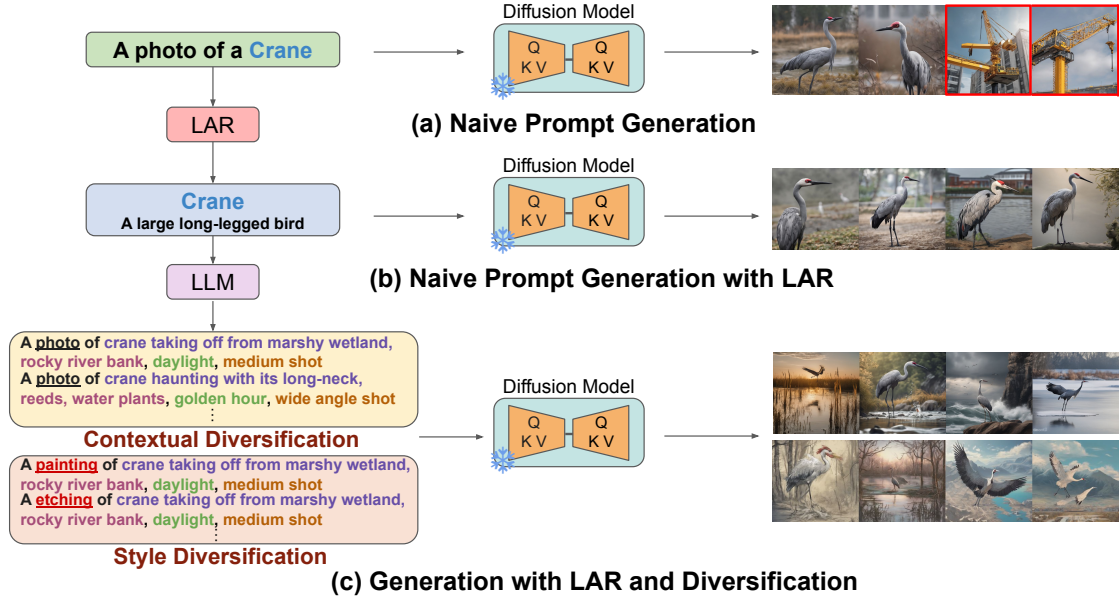 A photo of a Crane
LAR
Crane
A large long-legged bird
LLM
A photo of crane taking off from marshy wetland,
rocky river bank, daylight, medium shot
A photo of crane haunting with its long-neck,
reeds, water plants, golden hour, wide angle shot
⋮
Contextual Diversification
A painting of crane taking off from marshy wetland,
rocky river bank, daylight, medium shot
A etching of crane taking off from marshy wetland,
rocky river bank, daylight, medium shot
⋮
Style Diversification
Diffusion Model
Q Q
K V K V
(a) Naive Prompt Generation
Diffusion Model
Q Q
K V K V
(b) Naive Prompt Generation with LAR
Diffusion Model
Q Q
K V K V
(c) Generation with LAR and Diversification